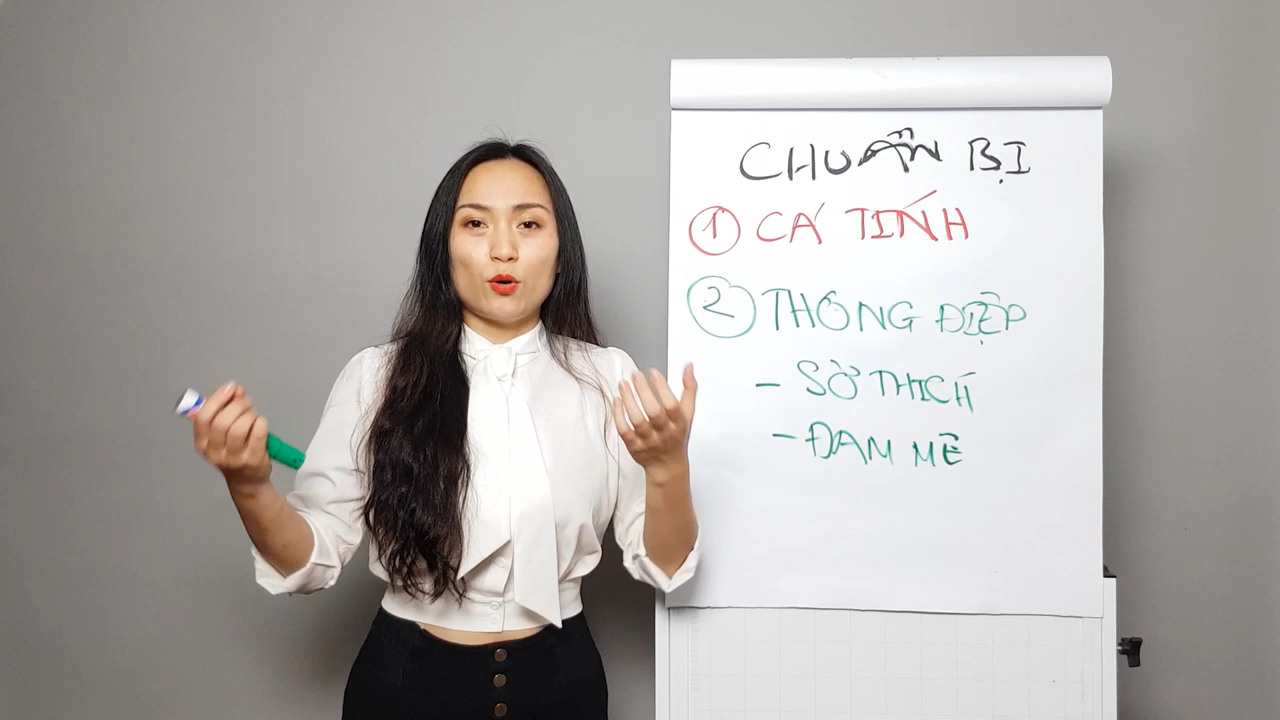 CHUẨN BỊ
① CÁ TÍNH
② THÔNG ĐIỆP
- SỞ THÍCH
- ĐAM MÊ